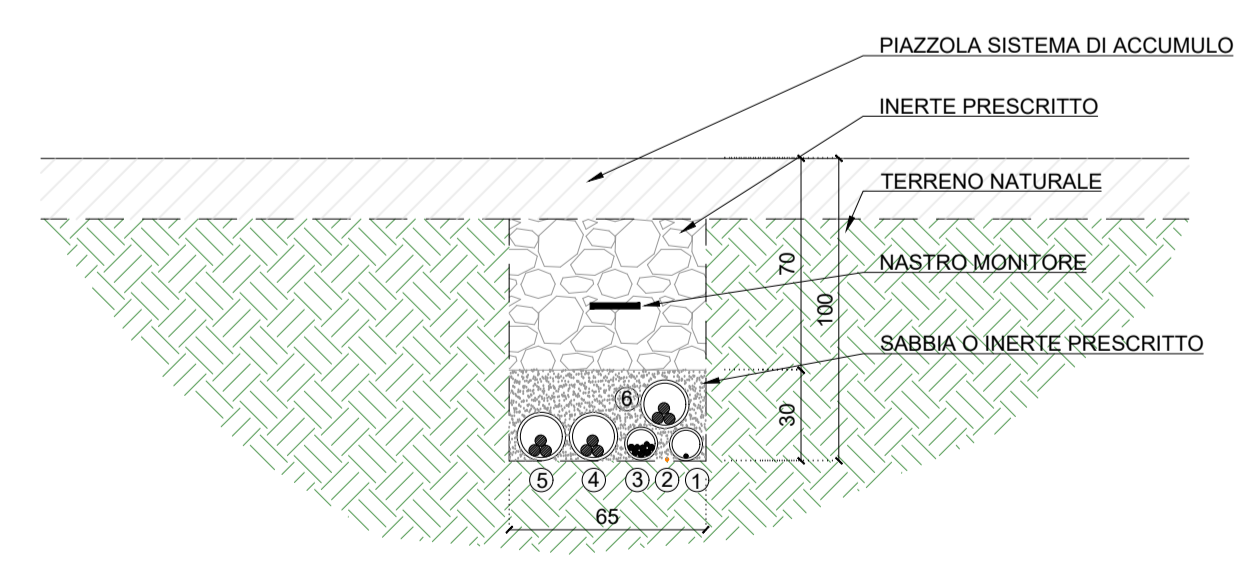 PIAZZOLA SISTEMA DI ACCUMULO
INERTE PRESCRITTO
TERRENO NATURALE
NASTRO MONITORE
SABBIA O INERTE PRESCRITTO
70
100
30
6
5
4
3
2
1
65